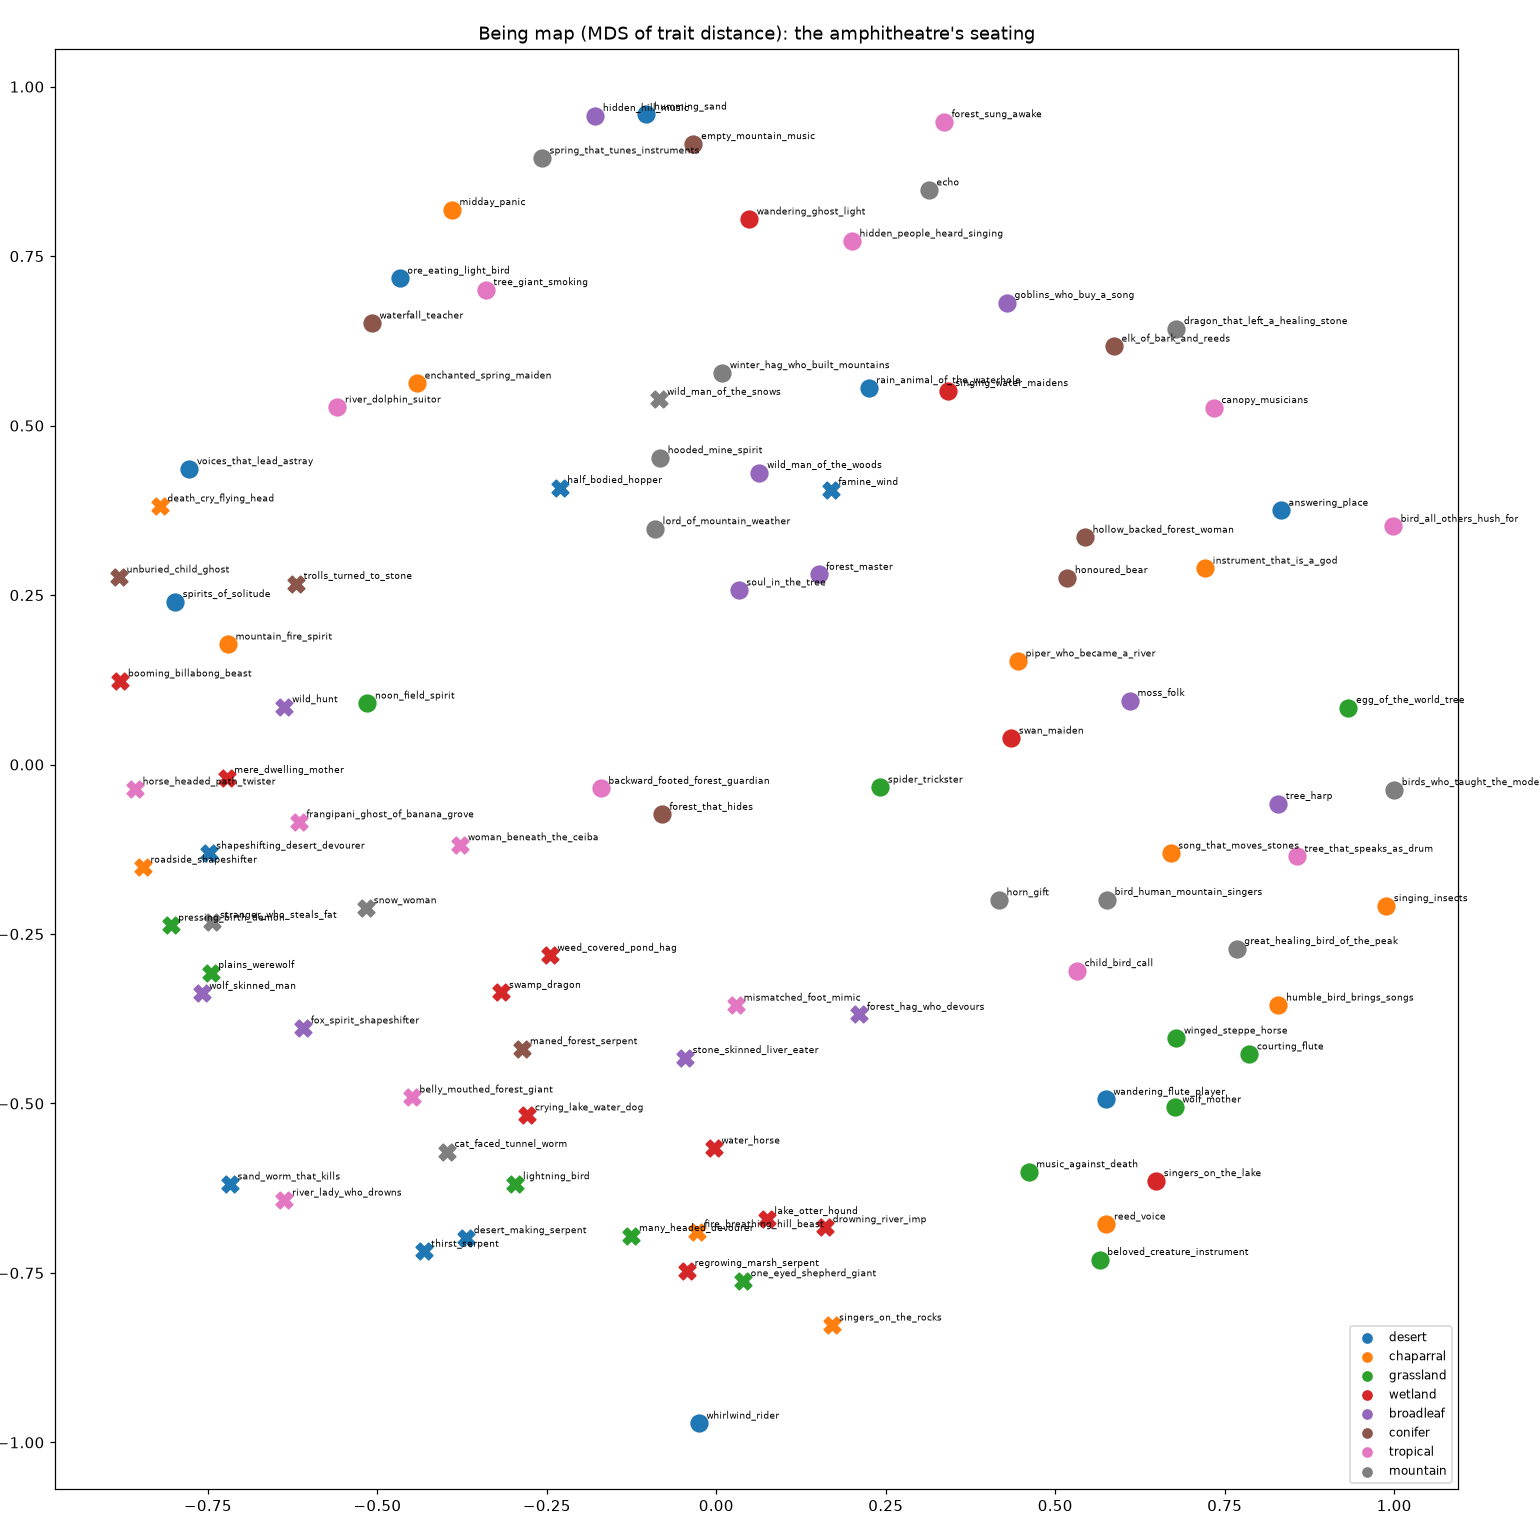 Being map (MDS of trait distance): the amphitheatre's seating
1.00
hidden_hill_music humming_sand
forest_sung_awake
empty_mountain_music
spring_that_tunes_instruments
echo
midday_panic
wandering_ghost_light
hidden_people_heard_singing
0.75
ore_eating_light_bird
tree_giant_smoking
goblins_who_buy_a_song
waterfall_teacher
dragon_that_left_a_healing_stone
elk_of_bark_and_reeds
winter_hag_who_built_mountains
enchanted_spring_maiden
rain_animal_of_the_waterhole
singing_water_maidens
wild_man_of_the_snows
river_dolphin_suitor
canopy_musicians
0.50
voices_that_lead_astray
hooded_mine_spirit
wild_man_of_the_woods
half_bodied_hopper
famine_wind
death_cry_flying_head
answering_place
lord_of_mountain_weather
bird_all_others_hush_for
hollow_backed_forest_woman
unburied_child_ghost
trolls_turned_to_stone
forest_master
instrument_that_is_a_god
honoured_bear
0.25
spirits_of_solitude
soul_in_the_tree
mountain_fire_spirit
piper_who_became_a_river
booming_billabong_beast
wild_hunt
noon_field_spirit
moss_folk
egg_of_the_world_tree
swan_maiden
0.00
mere_dwelling_mother
horse_headed_path_twister
backward_footed_forest_guardian
spider_trickster
birds_who_taught_the_mode
tree_harp
frangipani_ghost_of_banana_grove
forest_that_hides
woman_beneath_the_ceiba
shapeshifting_desert_devourer
roadside_shapeshifter
song_that_moves_stones
tree_that_speaks_as_drum
snow_woman
horn_gift
bird_human_mountain_singers
singing_insects
pressing_birth_demon
stranger_who_steals_fat
−0.25
weed_covered_pond_hag
great_healing_bird_of_the_peak
plains_werewolf
child_bird_call
wolf_skinned_man
swamp_dragon
mismatched_foot_mimic
forest_hag_who_devours
humble_bird_brings_songs
fox_spirit_shapeshifter
winged_steppe_horse
maned_forest_serpent
stone_skinned_liver_eater
courting_flute
belly_mouthed_forest_giant
wandering_flute_player
−0.50
crying_lake_water_dog
wolf_mother
cat_faced_tunnel_worm
water_horse
music_against_death
sand_worm_that_kills
lightning_bird
singers_on_the_lake
river_lady_who_drowns
lake_otter_hound
reed_voice
desert_making_serpent
many_headed_devourer
fire_breathing_hill_beast
drowning_river_imp
thirst_serpent
beloved_creature_instrument
−0.75
regrowing_marsh_serpent
one_eyed_shepherd_giant
singers_on_the_rocks
whirlwind_rider
−1.00
desert
chaparral
grassland
wetland
broadleaf
conifer
tropical
mountain
−0.75 −0.50 −0.25 0.00 0.25 0.50 0.75 1.00